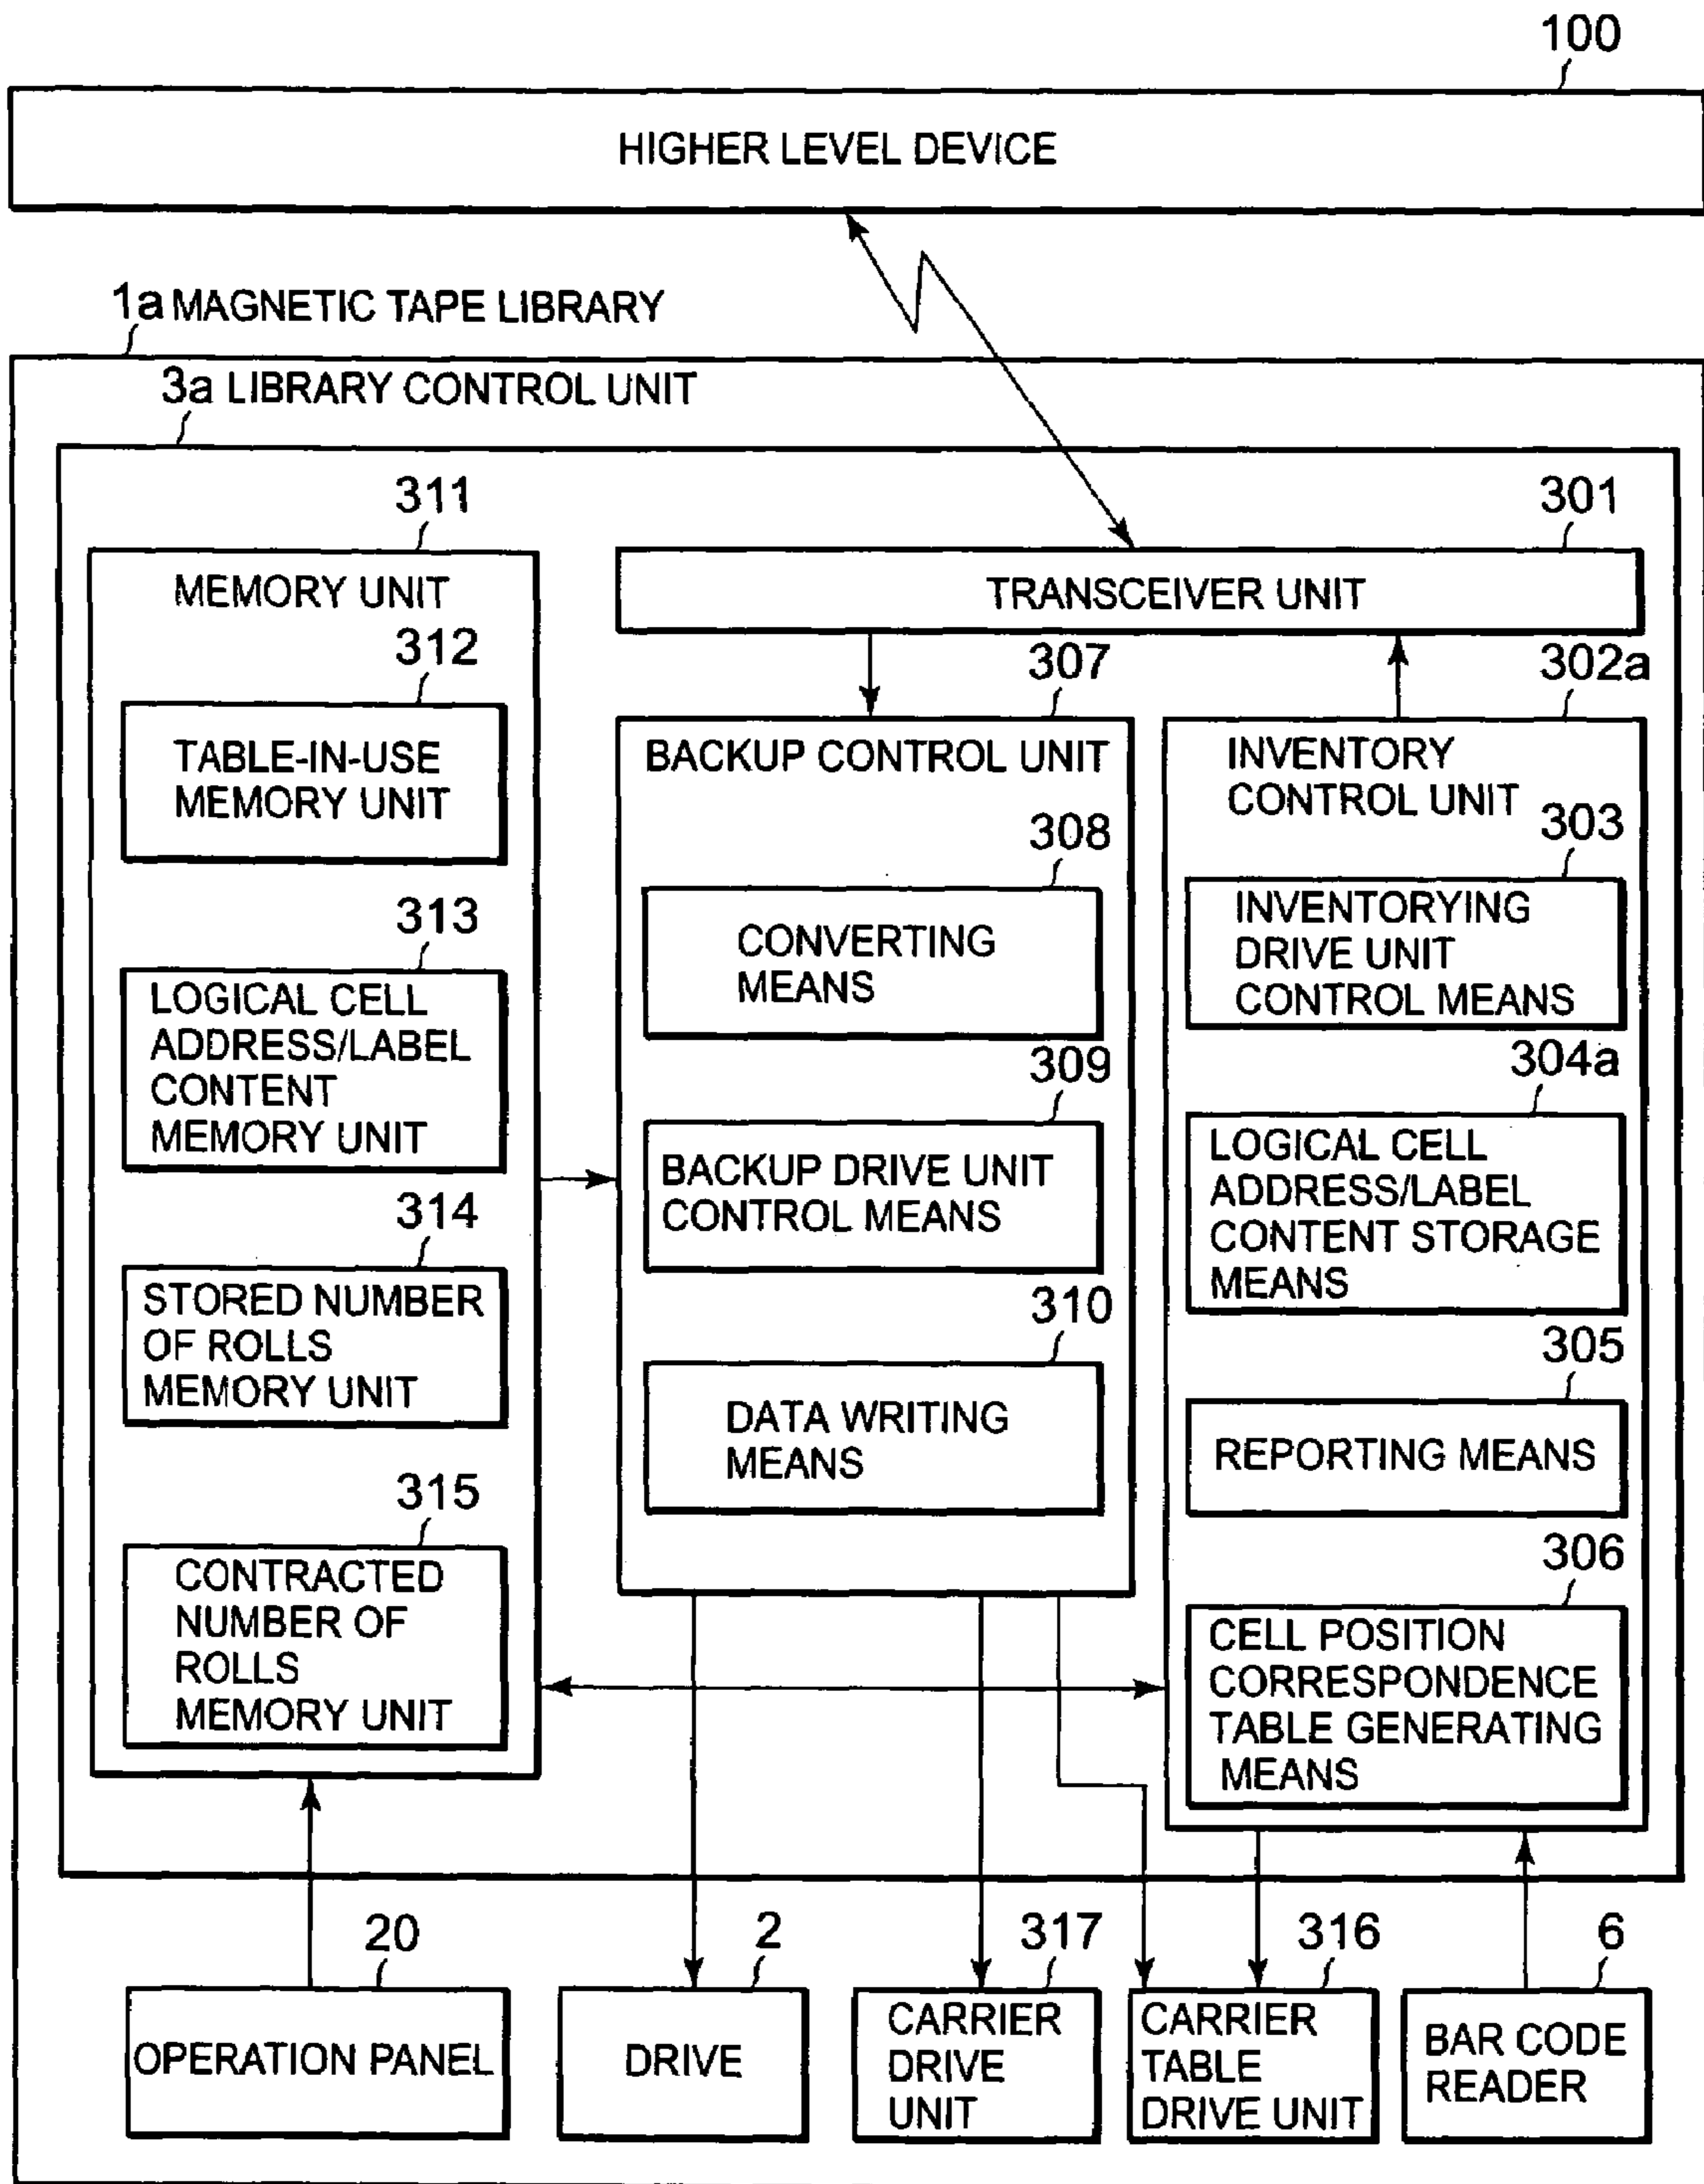 100
HIGHER LEVEL DEVICE
1a MAGNETIC TAPE LIBRARY
3a LIBRARY CONTROL UNIT
311
MEMORY UNIT
312
TABLE-IN-USE
MEMORY UNIT
313
LOGICAL CELL
ADDRESS/LABEL
CONTENT
MEMORY UNIT
314
STORED NUMBER
OF ROLLS
MEMORY UNIT
315
CONTRACTED
NUMBER OF
ROLLS
MEMORY UNIT
301
TRANSCEIVER UNIT
307
BACKUP CONTROL UNIT
308
CONVERTING
MEANS
309
BACKUP DRIVE UNIT
CONTROL MEANS
310
DATA WRITING
MEANS
302a
INVENTORY
CONTROL UNIT
303
INVENTORYING
DRIVE UNIT
CONTROL MEANS
304a
LOGICAL CELL
ADDRESS/LABEL
CONTENT STORAGE
MEANS
305
REPORTING MEANS
306
CELL POSITION
CORRESPONDENCE
TABLE GENERATING
MEANS
20
OPERATION PANEL
2
DRIVE
317
CARRIER
DRIVE
UNIT
316
CARRIER
TABLE
DRIVE UNIT
6
BAR CODE
READER